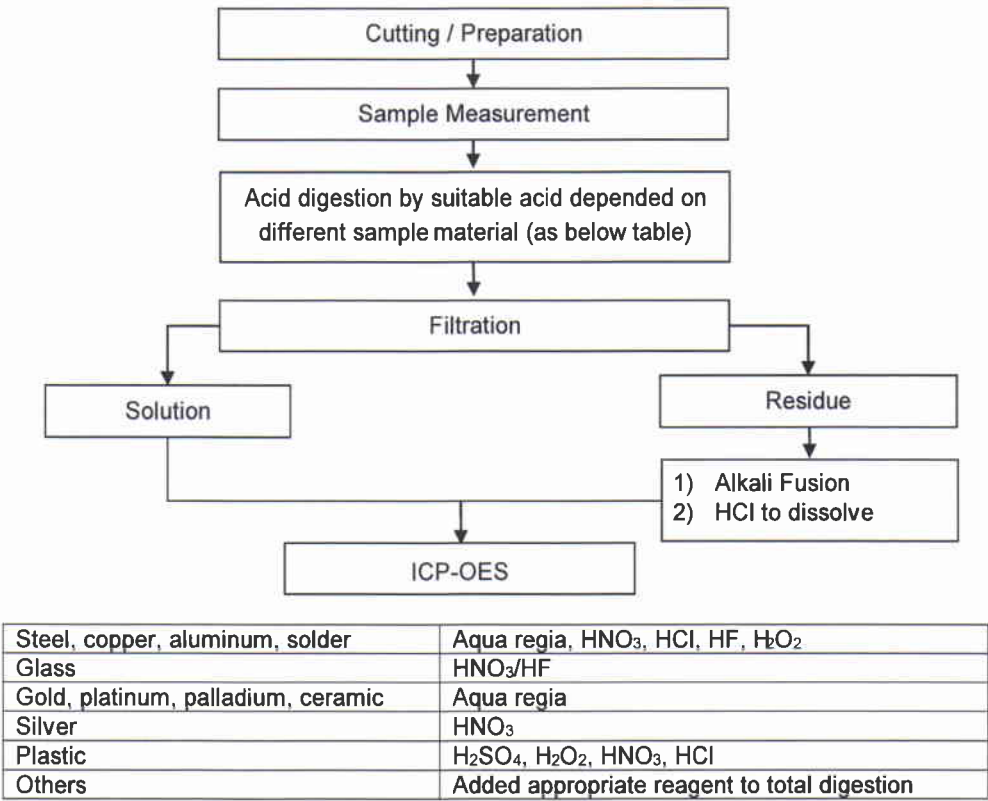 Cutting / Preparation
Sample Measurement
Acid digestion by suitable acid depended on
different sample material (as below table)
Filtration
Solution
Residue
1) Alkali Fusion
2) HCl to dissolve
ICP-OES
Steel, copper, aluminum, solder Aqua regia, HNO₃, HCl, HF, H₂O₂
Glass HNO₃/HF
Gold, platinum, palladium, ceramic Aqua regia
Silver HNO₃
Plastic H₂SO₄, H₂O₂, HNO₃, HCl
Others Added appropriate reagent to total digestion